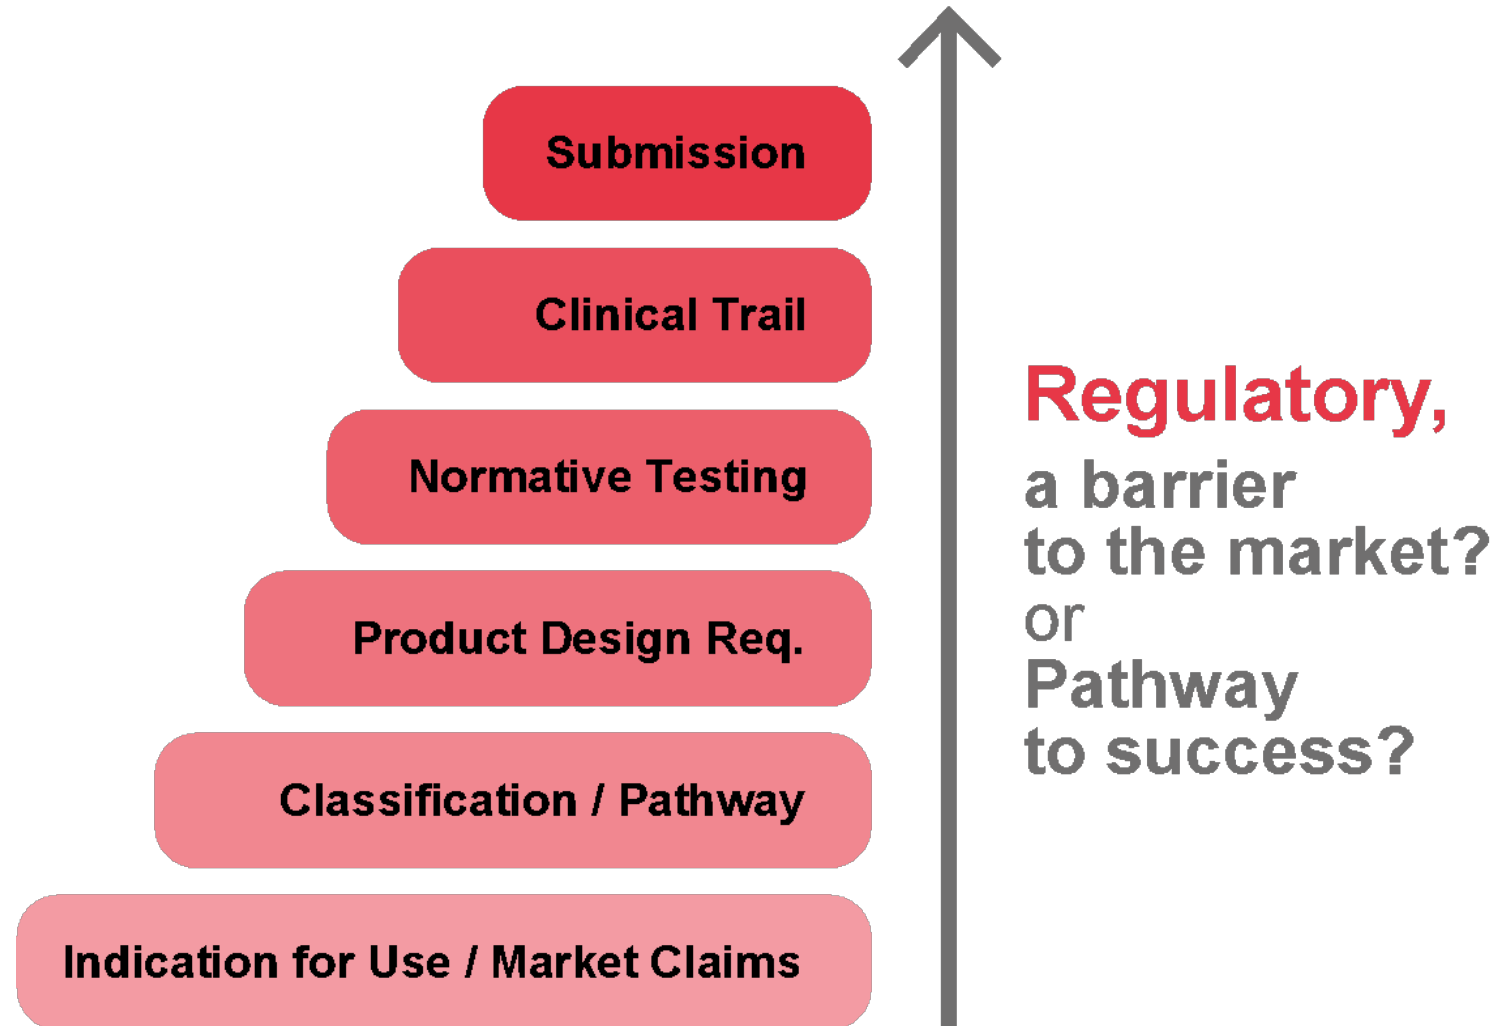 Submission
Clinical Trail
Normative Testing
Product Design Req.
Classification / Pathway
Indication for Use / Market Claims
Regulatory,
a barrier
to the market?
or
Pathway
to success?